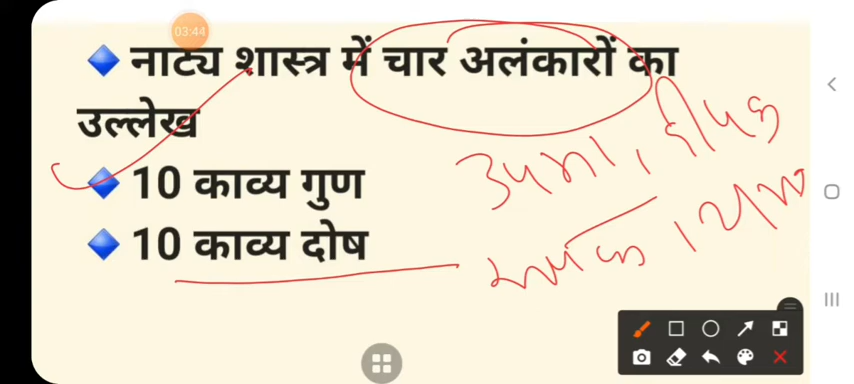 03:44
नाट्य शास्त्र में चार अलंकारों का
उल्लेख
10 काव्य गुण
10 काव्य दोष
उपमा, दीपक
रूपक, यमक